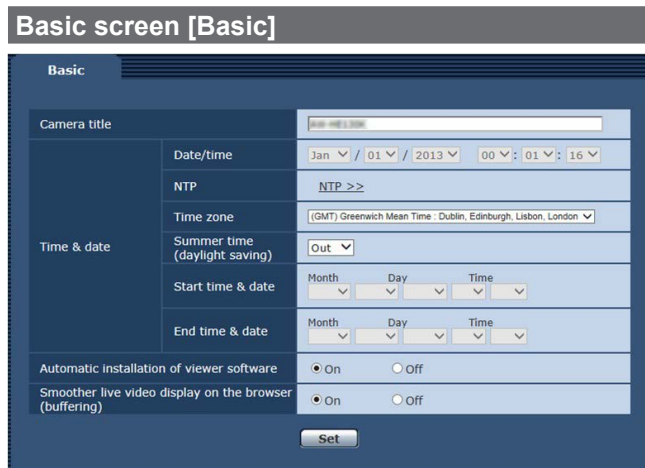 Basic screen [Basic]
Basic
Camera title
Time & date
Date/time Jan / 01 / 2013 00 : 01 : 16
NTP NTP >>
Time zone (GMT) Greenwich Mean Time : Dublin, Edinburgh, Lisbon, London
Summer time
(daylight saving) Out
Start time & date Month Day Time
End time & date Month Day Time
Automatic installation of viewer software On Off
Smoother live video display on the browser
(buffering) On Off
Set